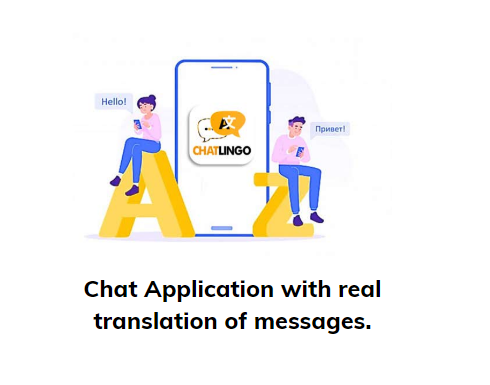 Hello!
Привет!
CHATLINGO
A
Z
Chat Application with real
translation of messages.